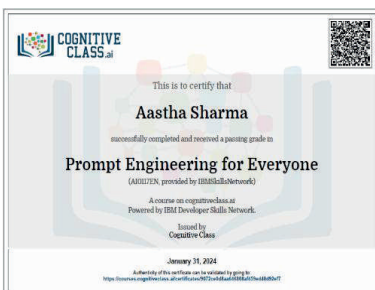 COGNITIVE
CLASS.ai
This is to certify that
Aastha Sharma
successfully completed and received a passing grade in
Prompt Engineering for Everyone
(AI0117EN, provided by IBMSkillsNetwork)
A course on cognitiveclass.ai
Powered by IBM Developer Skills Network.
Issued by
Cognitive Class
January 31, 2024
Authenticity of this certificate can be validated by going to: